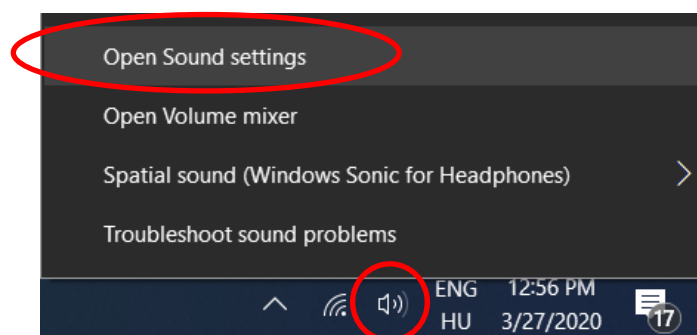 Open Sound settings
Open Volume mixer
Spatial sound (Windows Sonic for Headphones)
Troubleshoot sound problems
ENG 12:56 PM
HU 3/27/2020
17